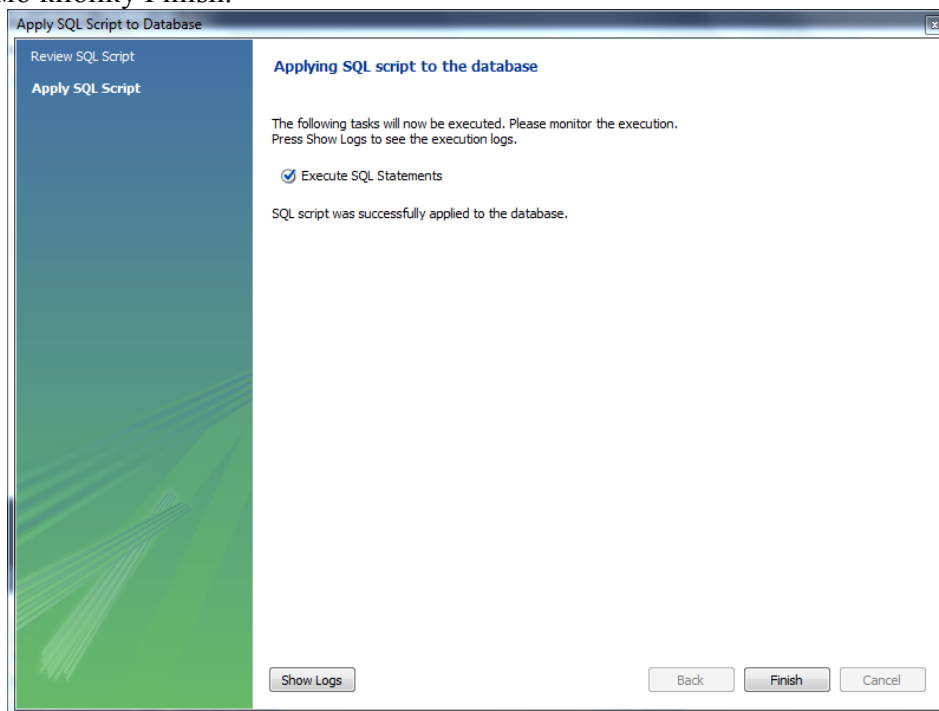 кнопку Finish.
Apply SQL Script to Database
Review SQL Script
Apply SQL Script
Applying SQL script to the database
The following tasks will now be executed. Please monitor the execution.
Press Show Logs to see the execution logs.
Execute SQL Statements
SQL script was successfully applied to the database.
Show Logs
Back
Finish
Cancel